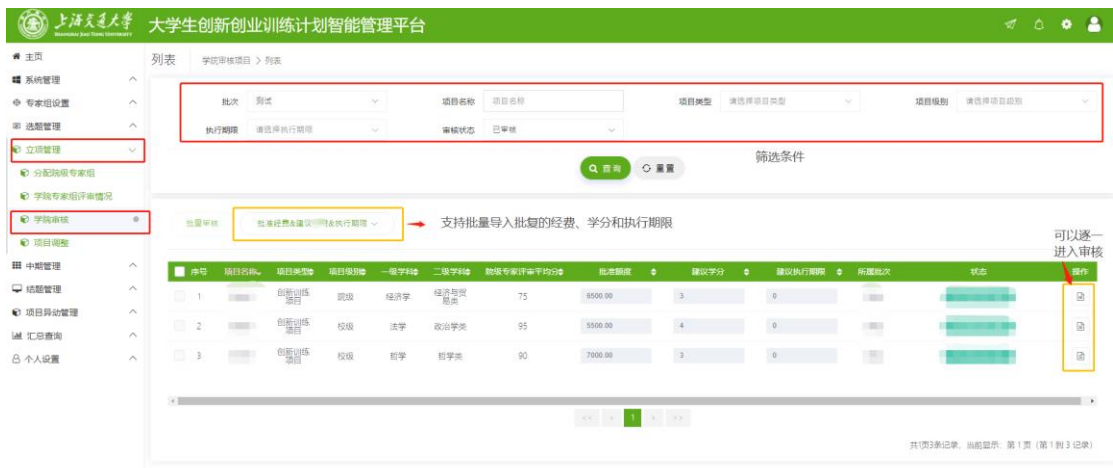 上海交通大学 大学生创新创业训练计划智能管理平台
SHANGHAI JIAO TONG UNIVERSITY
主页
系统管理
专家组设置
选题管理
立项管理
分配院级专家组
学院专家组评审情况
学院审核
项目调整
中期管理
结题管理
项目异动管理
汇总查询
个人设置
列表 学院审核项目 > 列表
批次 测试 项目名称 项目名称 项目类型 请选择项目类型 项目级别 请选择项目级别
执行期限 请选择执行期限 审核状态 已审核
查询 重置 筛选条件
批量审核 批准经费&建议 &执行期限 支持批量导入批复的经费、学分和执行期限
可以逐一
进入审核
序号 项目名称 项目类型 项目级别 一级学科 二级学科 院级专家评审平均分 批准额度 建议学分 建议执行期限 所属批次 状态 操作
1 创新训练项目 院级 经济学 经济与贸易类 75 6500.00 3 0
2 创新训练项目 校级 法学 政治学类 95 5500.00 4 0
3 创新训练项目 校级 哲学 哲学类 90 7000.00 3 0
<< < 1 > >>
共1页3条记录，当前显示：第 1 页（第 1 到 3 记录）